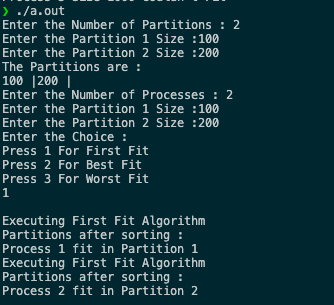 ❯ ./a.out
Enter the Number of Partitions : 2
Enter the Partition 1 Size :100
Enter the Partition 2 Size :200
The Partitions are :
100 |200 |
Enter the Number of Processes : 2
Enter the Partition 1 Size :100
Enter the Partition 2 Size :200
Enter the Choice :
Press 1 For First Fit
Press 2 For Best Fit
Press 3 For Worst Fit
1
Executing First Fit Algorithm
Partitions after sorting :
Process 1 fit in Partition 1
Executing First Fit Algorithm
Partitions after sorting :
Process 2 fit in Partition 2